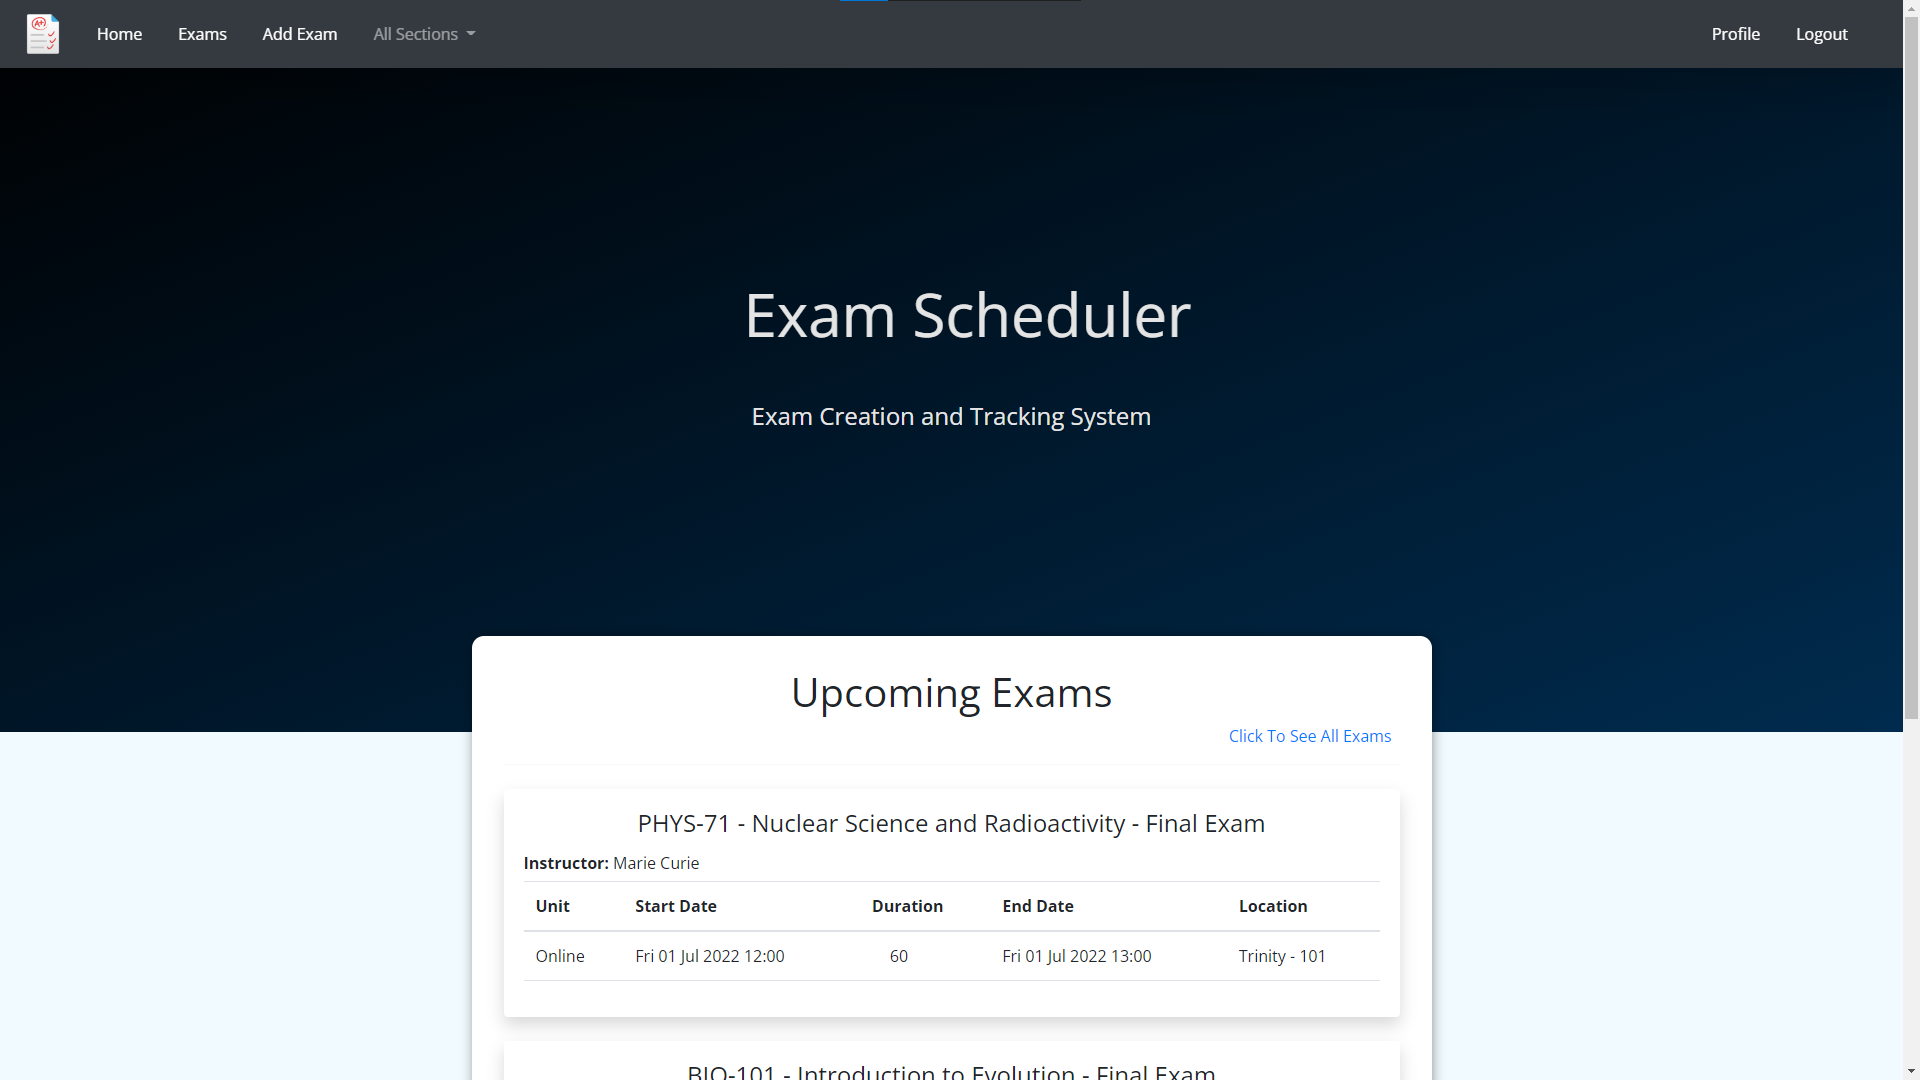 A+
Home Exams Add Exam All Sections Profile Logout
Exam Scheduler
Exam Creation and Tracking System
Upcoming Exams
Click To See All Exams
PHYS-71 - Nuclear Science and Radioactivity - Final Exam
Instructor: Marie Curie
Unit Start Date Duration End Date Location
Online Fri 01 Jul 2022 12:00 60 Fri 01 Jul 2022 13:00 Trinity - 101
BIO-101 - Introduction to Evolution - Final Exam